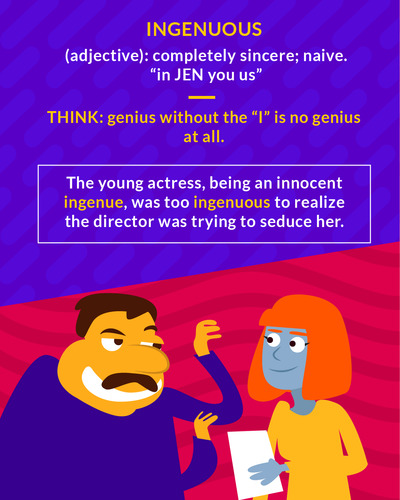 INGENUOUS
(adjective): completely sincere; naive.
“in JEN you us”
THINK: genius without the “I” is no genius
at all.
The young actress, being an innocent
ingenue, was too ingenuous to realize
the director was trying to seduce her.